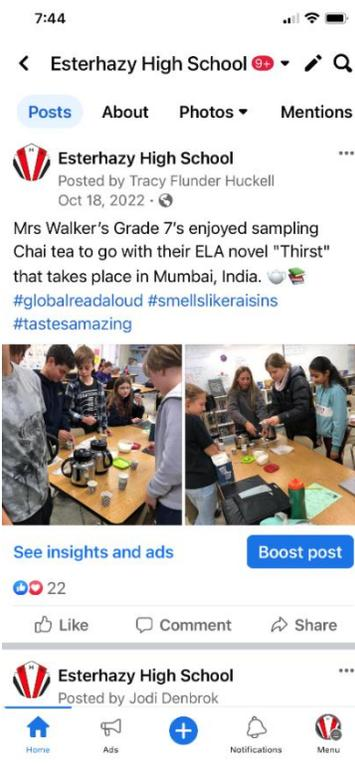 7:44
Esterhazy High School 9+
Posts About Photos Mentions
Esterhazy High School
Posted by Tracy Flunder Huckell
Oct 18, 2022 ·
Mrs Walker's Grade 7's enjoyed sampling
Chai tea to go with their ELA novel "Thirst"
that takes place in Mumbai, India.
#globalreadaloud #smellslikeraisins
#tastesamazing
See insights and ads Boost post
22
Like Comment Share
Esterhazy High School
Posted by Jodi Denbrok
Home Ads Notifications Menu